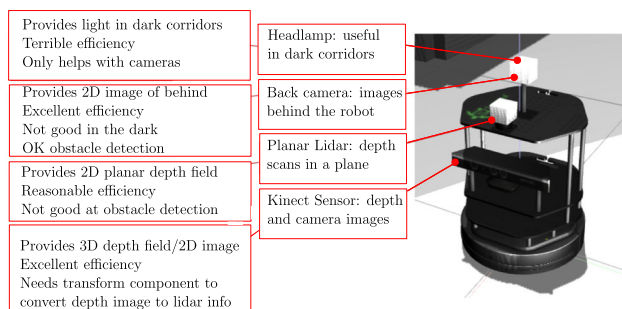 Provides light in dark corridors
Terrible efficiency
Only helps with cameras
Provides 2D image of behind
Excellent efficiency
Not good in the dark
OK obstacle detection
Provides 2D planar depth field
Reasonable efficiency
Not good at obstacle detection
Provides 3D depth field/2D image
Excellent efficiency
Needs transform component to
convert depth image to lidar info
Headlamp: useful
in dark corridors
Back camera: images
behind the robot
Planar Lidar: depth
scans in a plane
Kinect Sensor: depth
and camera images